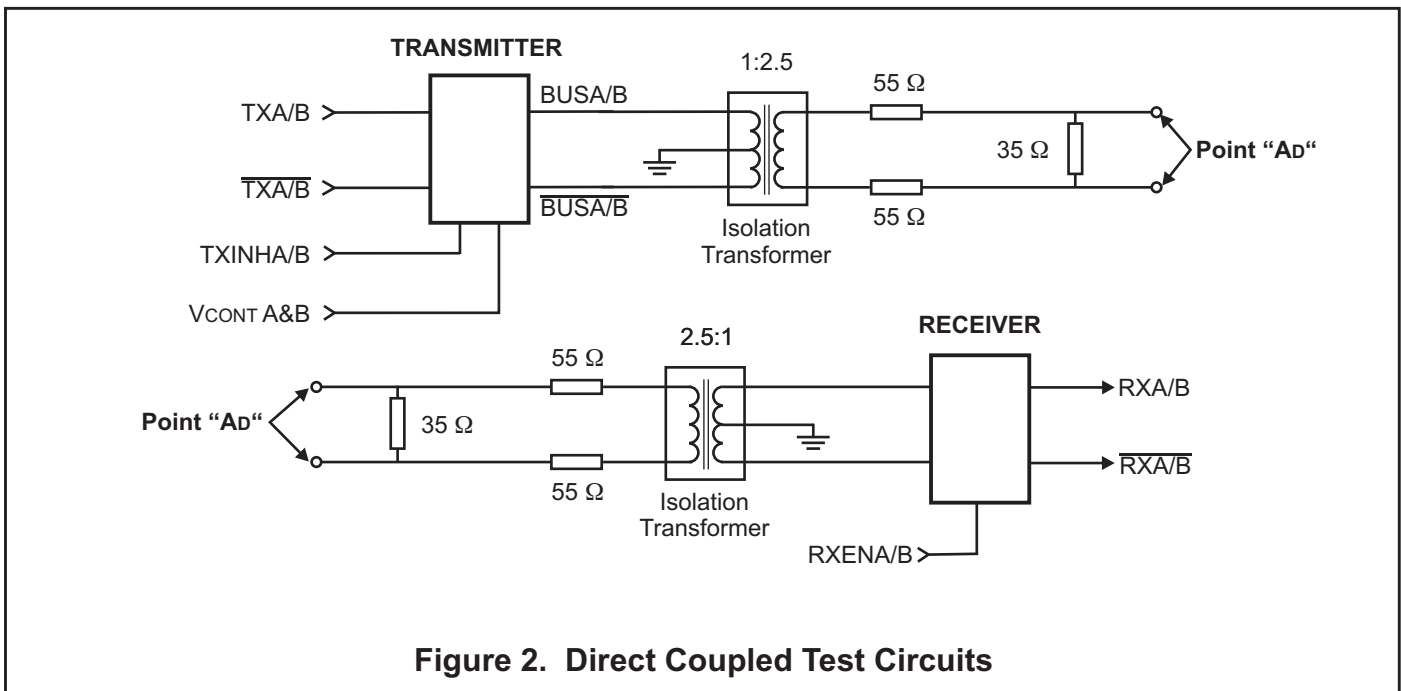 TRANSMITTER
1:2.5
TXA/B
BUSA/B
55 Ω
35 Ω
Point “AD“
TXA/B
BUSA/B
55 Ω
Isolation
Transformer
TXINHA/B
VCONT A&B
RECEIVER
2.5:1
55 Ω
RXA/B
Point “AD“
35 Ω
RXA/B
55 Ω
Isolation
Transformer
RXENA/B
Figure 2. Direct Coupled Test Circuits